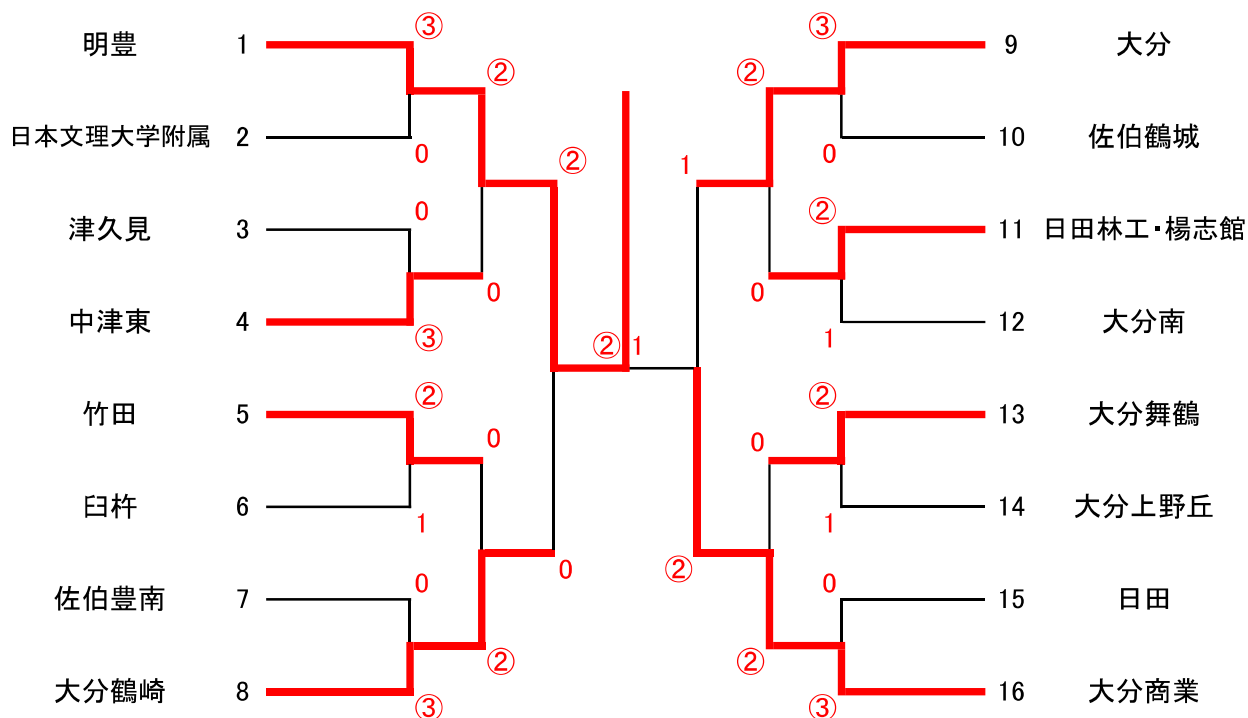 ③ ③
明豊 1 9 大分
② ②
日本文理大学附属 2 10 佐伯鶴城
0 ② 1 0
0 ②
津久見 3 11 日田林工・楊志館
0 0
中津東 4 12 大分南
③ ② 1 1
② ②
竹田 5 13 大分舞鶴
0 0
臼杵 6 14 大分上野丘
1 1
0 0 ② 0
佐伯豊南 7 15 日田
② ②
大分鶴崎 8 16 大分商業
③ ③